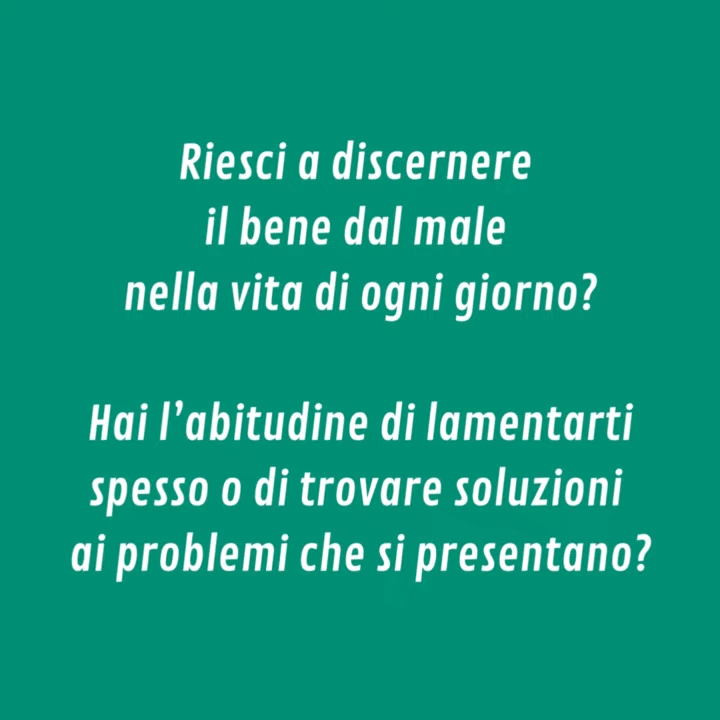 Riesci a discernere
il bene dal male
nella vita di ogni giorno?
Hai l’abitudine di lamentarti
spesso o di trovare soluzioni
ai problemi che si presentano?